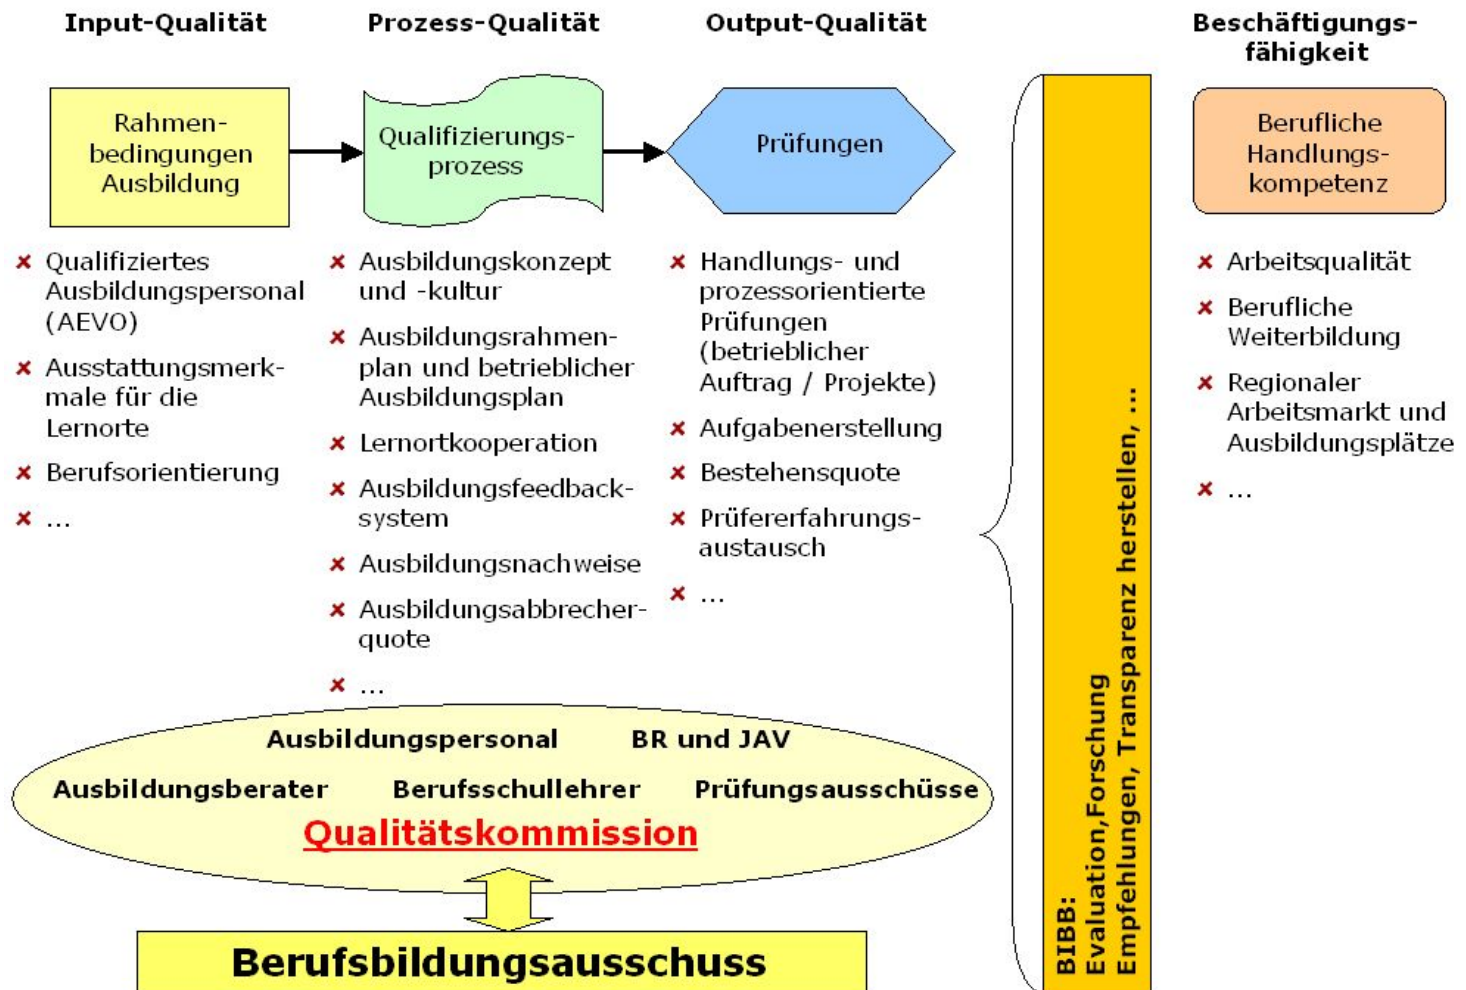 Input-Qualität
Rahmen-
bedingungen
Ausbildung
Qualifiziertes
Ausbildungspersonal
(AEVO)
Ausstattungsmerk-
male für die
Lernorte
Berufsorientierung
...
Prozess-Qualität
Qualifizierungs-
prozess
Ausbildungskonzept
und -kultur
Ausbildungsrahmen-
plan und betrieblicher
Ausbildungsplan
Lernortkooperation
Ausbildungsfeedback-
system
Ausbildungsnachweise
Ausbildungsabbrecher-
quote
...
Output-Qualität
Prüfungen
Handlungs- und
prozessorientierte
Prüfungen
(betrieblicher
Auftrag / Projekte)
Aufgabenerstellung
Bestehensquote
Prüfererfahrungs-
austausch
...
BIBB:
Evaluation,Forschung
Empfehlungen, Transparenz herstellen, ...
Beschäftigungs-
fähigkeit
Berufliche
Handlungs-
kompetenz
Arbeitsqualität
Berufliche
Weiterbildung
Regionaler
Arbeitsmarkt und
Ausbildungsplätze
...
Ausbildungspersonal BR und JAV
Ausbildungsberater Berufsschullehrer Prüfungsausschüsse
Qualitätskommission
Berufsbildungsausschuss